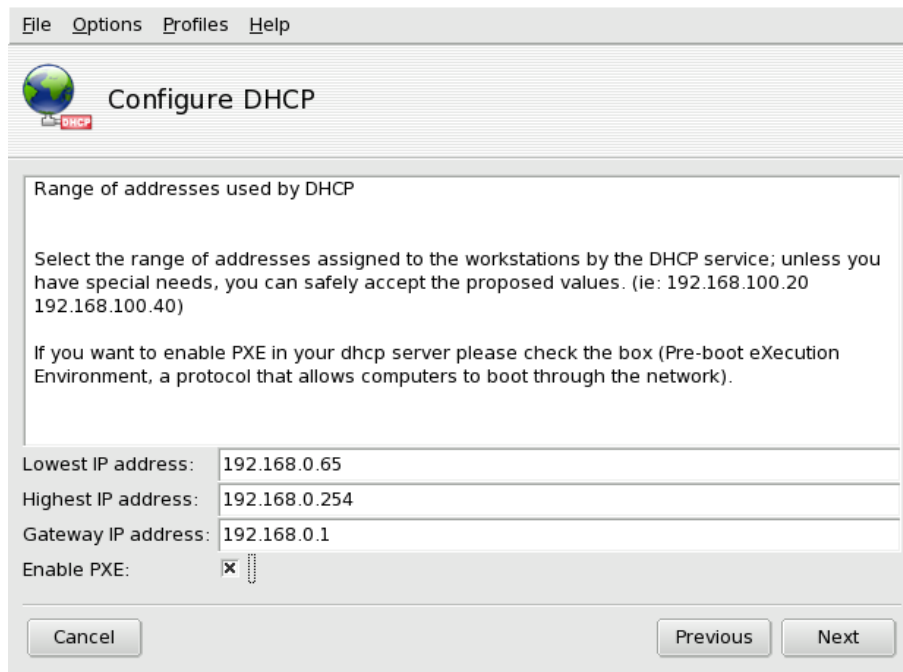 File Options Profiles Help
Configure DHCP
DHCP
Range of addresses used by DHCP
Select the range of addresses assigned to the workstations by the DHCP service; unless you
have special needs, you can safely accept the proposed values. (ie: 192.168.100.20
192.168.100.40)
If you want to enable PXE in your dhcp server please check the box (Pre-boot eXecution
Environment, a protocol that allows computers to boot through the network).
Lowest IP address: 192.168.0.65
Highest IP address: 192.168.0.254
Gateway IP address: 192.168.0.1
Enable PXE:
Cancel Previous Next